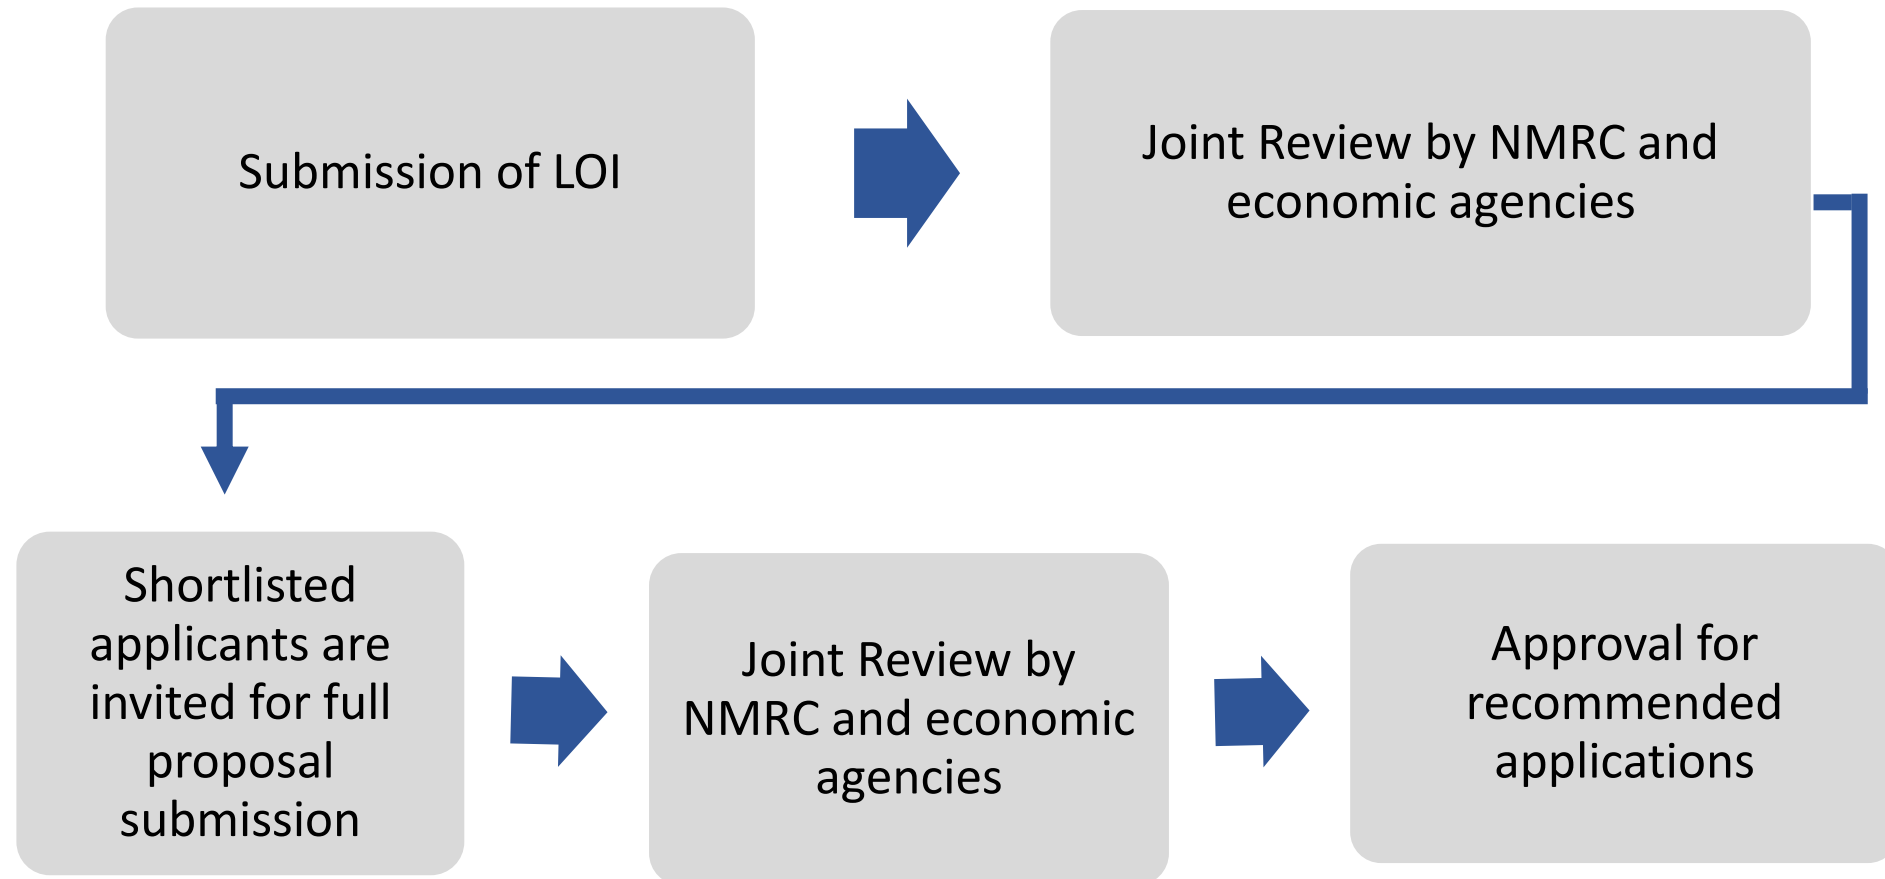 Submission of LOI
Joint Review by NMRC and
economic agencies
Shortlisted
applicants are
invited for full
proposal
submission
Joint Review by
NMRC and economic
agencies
Approval for
recommended
applications